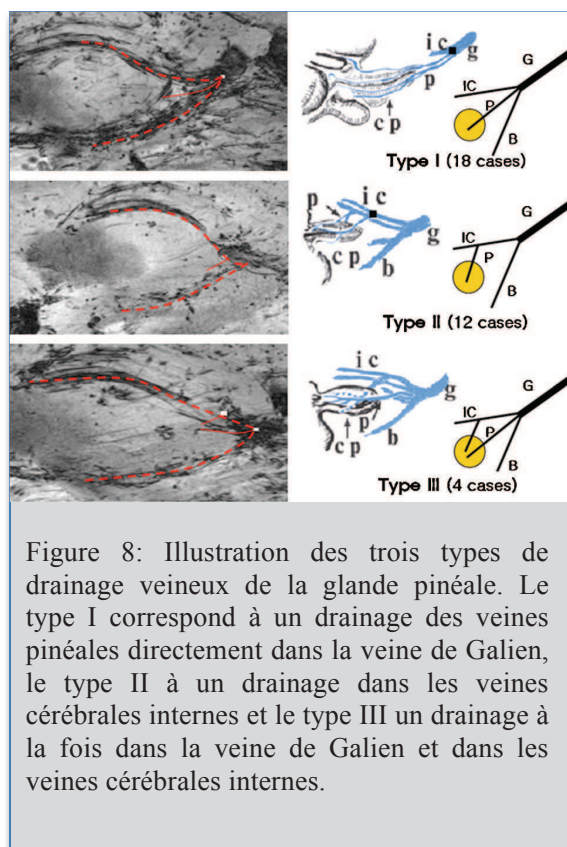 i c
g
p
c p
G
IC
P
B
Type I (18 cases)
p
i c
g
c p
b
G
IC
P
B
Type II (12 cases)
i c
g
p
c p
b
G
IC
P
B
Type III (4 cases)
Figure 8: Illustration des trois types de
drainage veineux de la glande pinéale. Le
type I correspond à un drainage des veines
pinéales directement dans la veine de Galien,
le type II à un drainage dans les veines
cérébrales internes et le type III un drainage à
la fois dans la veine de Galien et dans les
veines cérébrales internes.